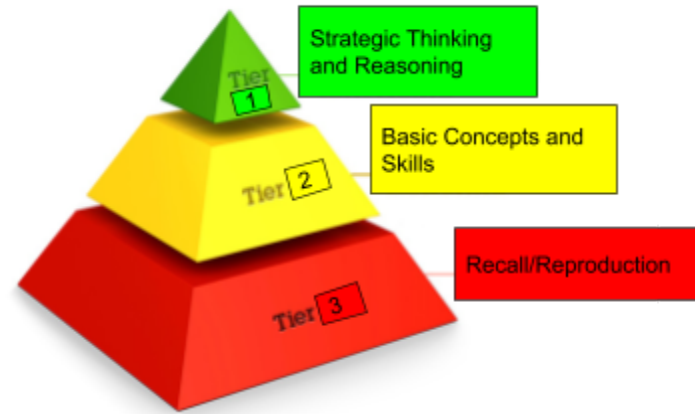 Strategic Thinking
and Reasoning
Tier
1
Basic Concepts and
Skills
Tier 2
Recall/Reproduction
Tier 3